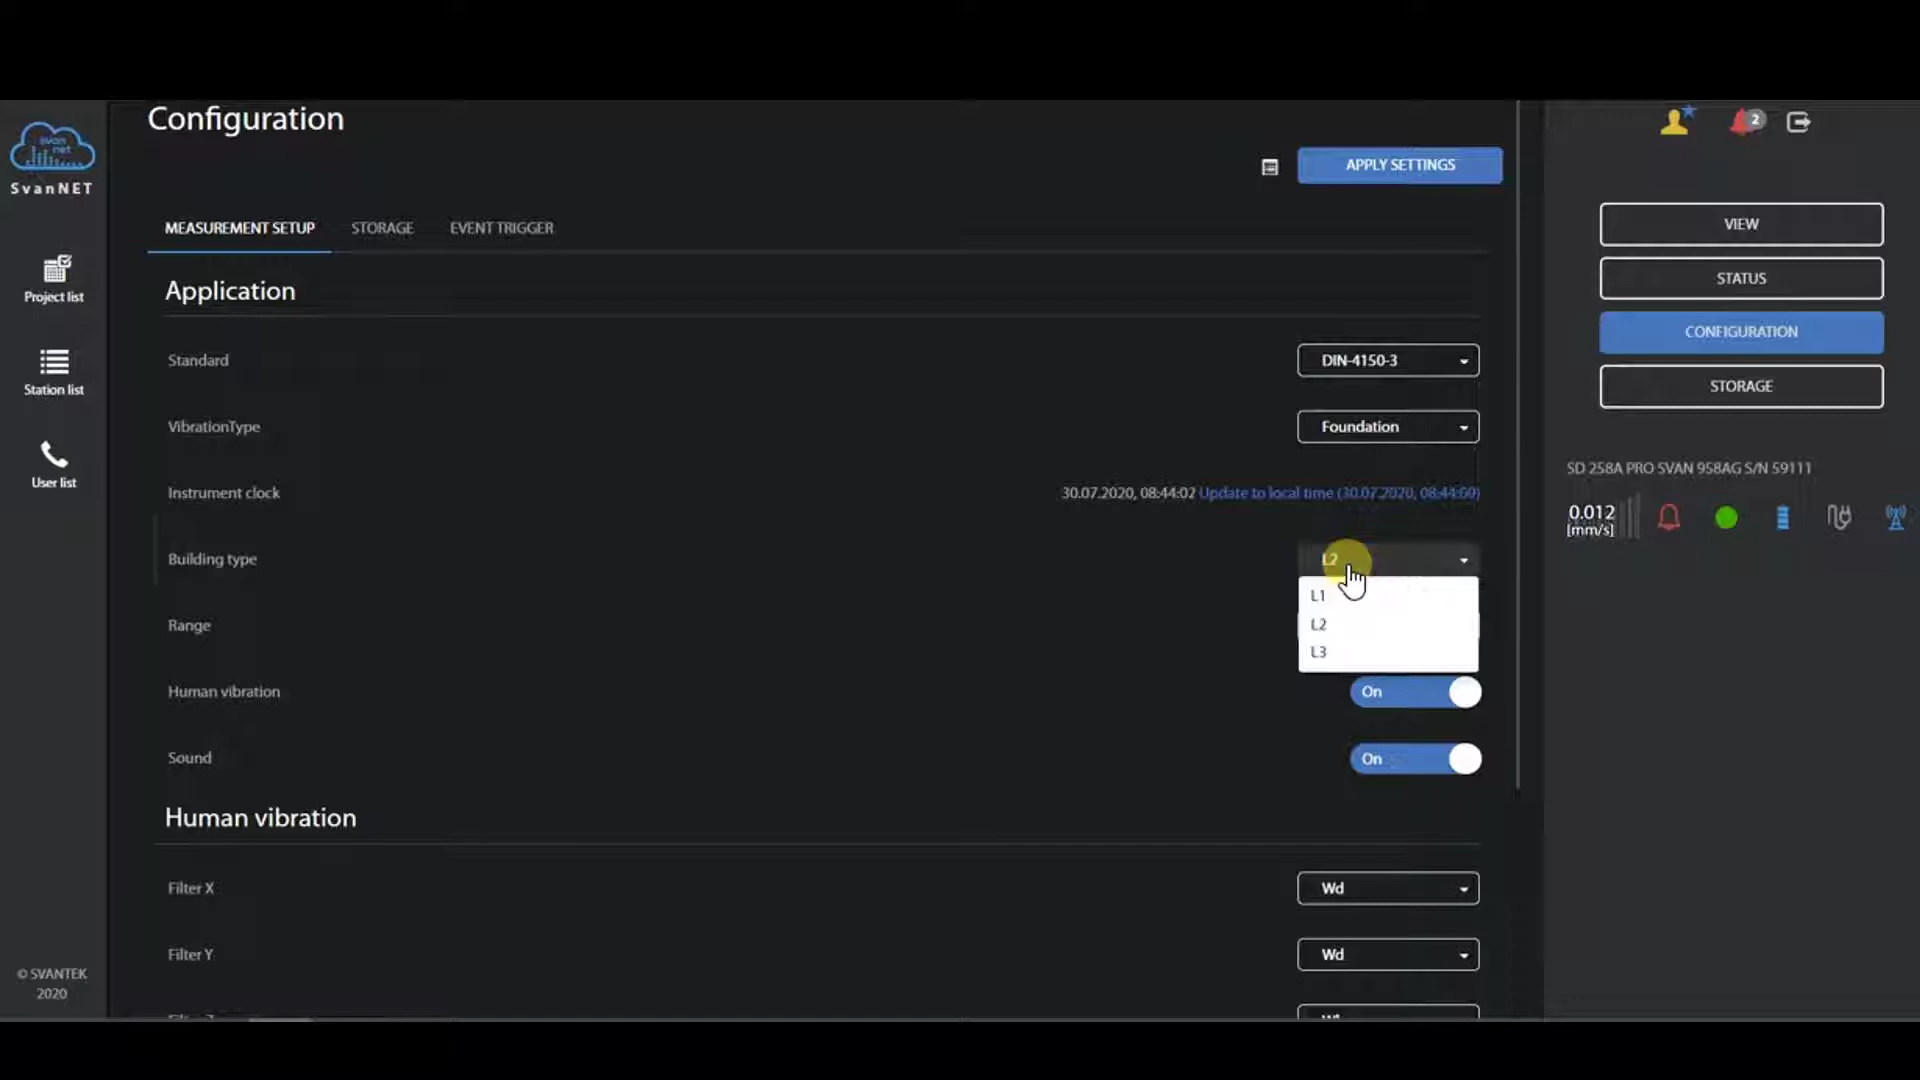 svan
net
SvanNET
Project list
Station list
User list
© SVANTEK
2020
Configuration
APPLY SETTINGS
MEASUREMENT SETUP
STORAGE
EVENT TRIGGER
Application
Standard
DIN-4150-3
VibrationType
Foundation
Instrument clock
30.07.2020, 08:44:02 Update to local time (30.07.2020, 08:44:00)
Building type
L2
L1
L2
L3
Range
Human vibration
On
Sound
On
Human vibration
Filter X
Wd
Filter Y
Wd
2
VIEW
STATUS
CONFIGURATION
STORAGE
SD 258A PRO SVAN 958AG S/N 59111
0.012
[mm/s]